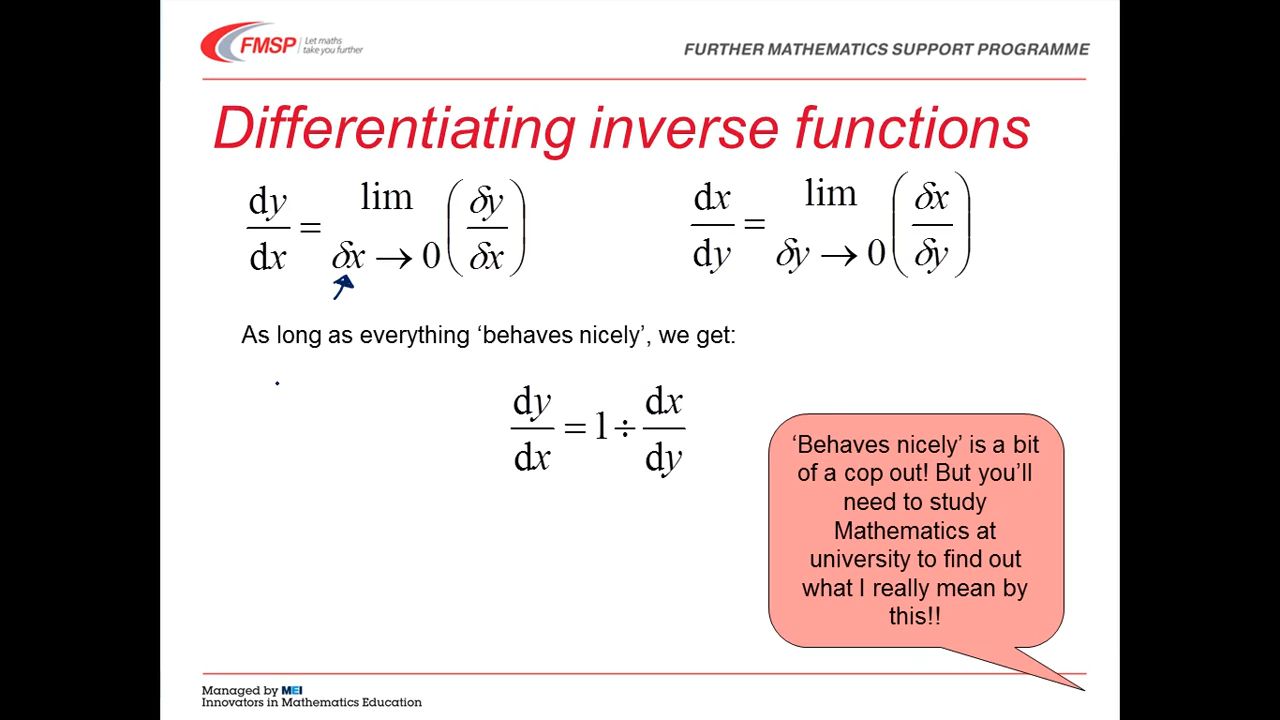 FMSP Let maths take you further
FURTHER MATHEMATICS SUPPORT PROGRAMME
Differentiating inverse functions
dy/dx = lim δx → 0 (δy/δx)
dx/dy = lim δy → 0 (δx/δy)
As long as everything ‘behaves nicely’, we get:
dy/dx = 1 ÷ dx/dy
‘Behaves nicely’ is a bit
of a cop out! But you’ll
need to study
Mathematics at
university to find out
what I really mean by
this!!
Managed by MEI
Innovators in Mathematics Education